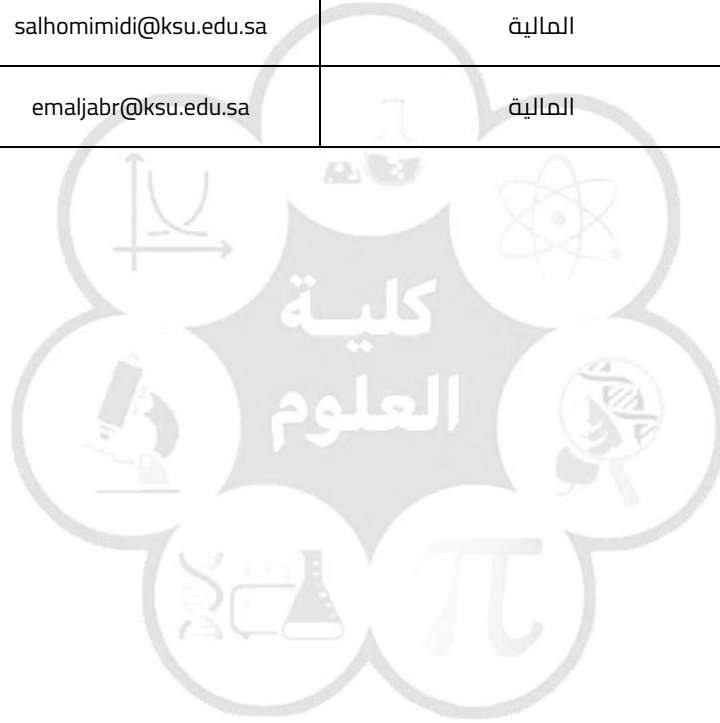 المالية salhomimidi@ksu.edu.sa
المالية emaljabr@ksu.edu.sa
كلية
العلوم
π